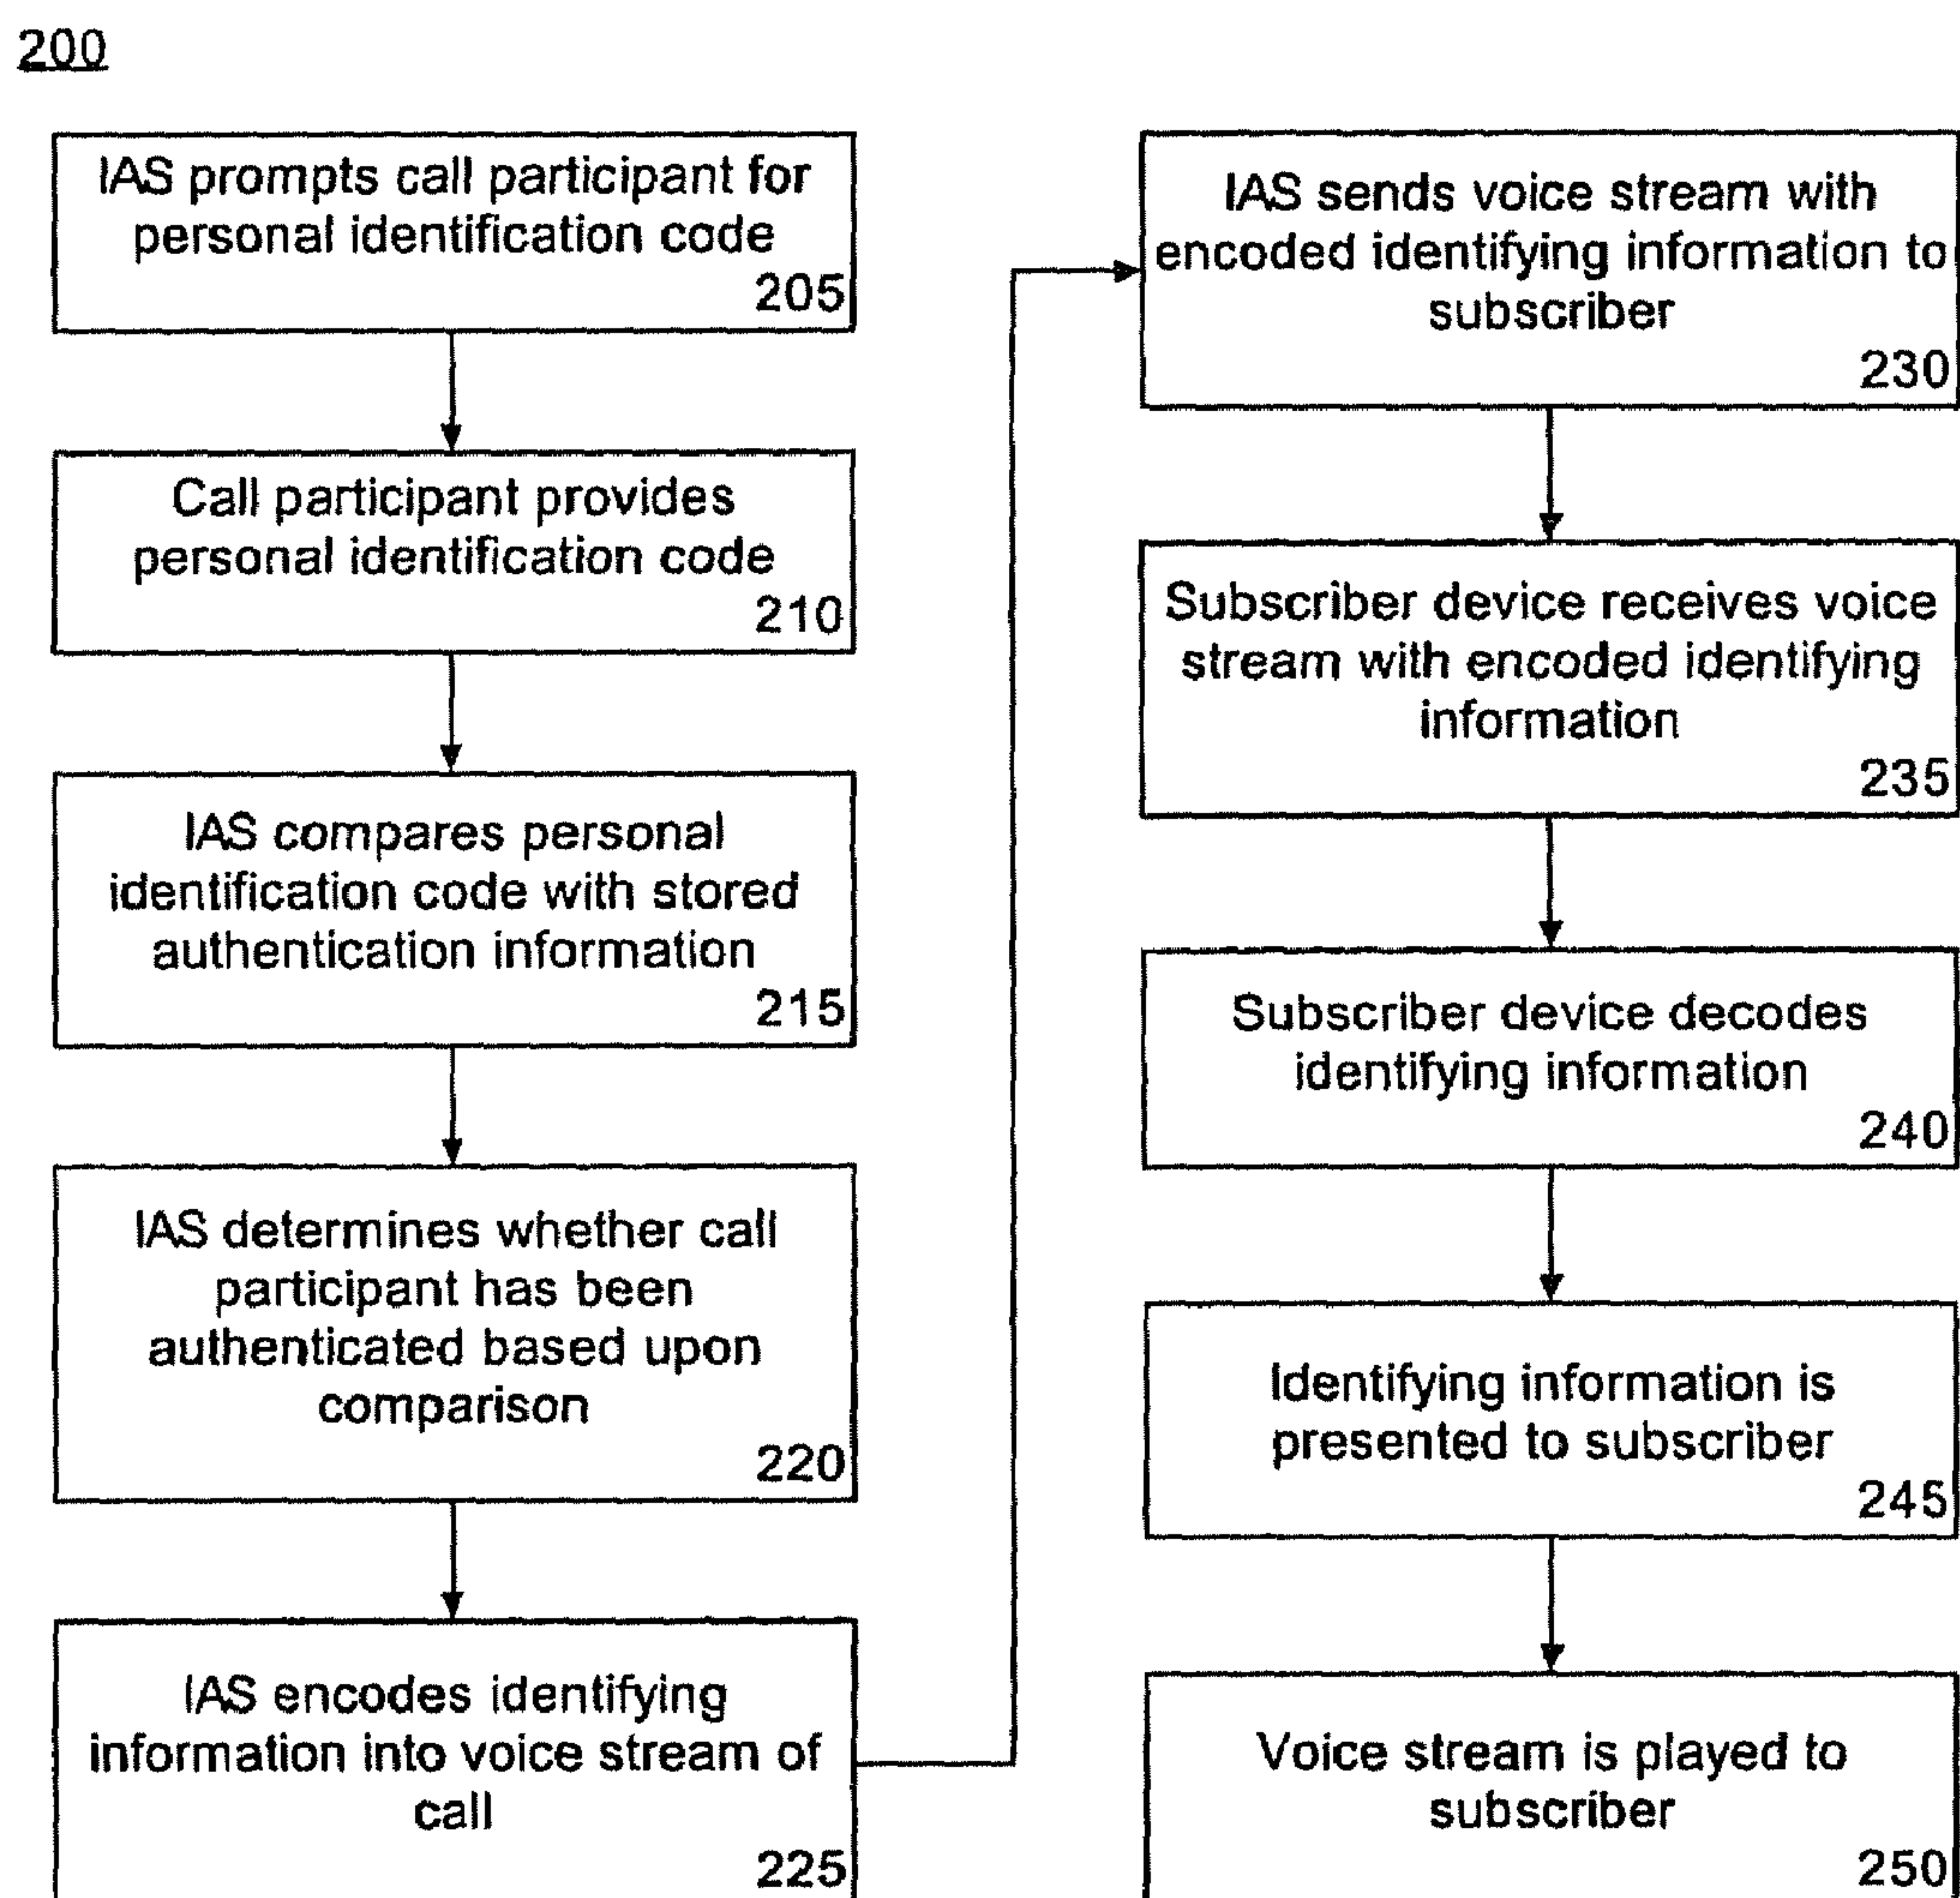 200
IAS prompts call participant for
personal identification code
205
Call participant provides
personal identification code
210
IAS compares personal
identification code with stored
authentication information
215
IAS determines whether call
participant has been
authenticated based upon
comparison
220
IAS encodes identifying
information into voice stream of
call
225
IAS sends voice stream with
encoded identifying information to
subscriber
230
Subscriber device receives voice
stream with encoded identifying
information
235
Subscriber device decodes
identifying information
240
Identifying information is
presented to subscriber
245
Voice stream is played to
subscriber
250